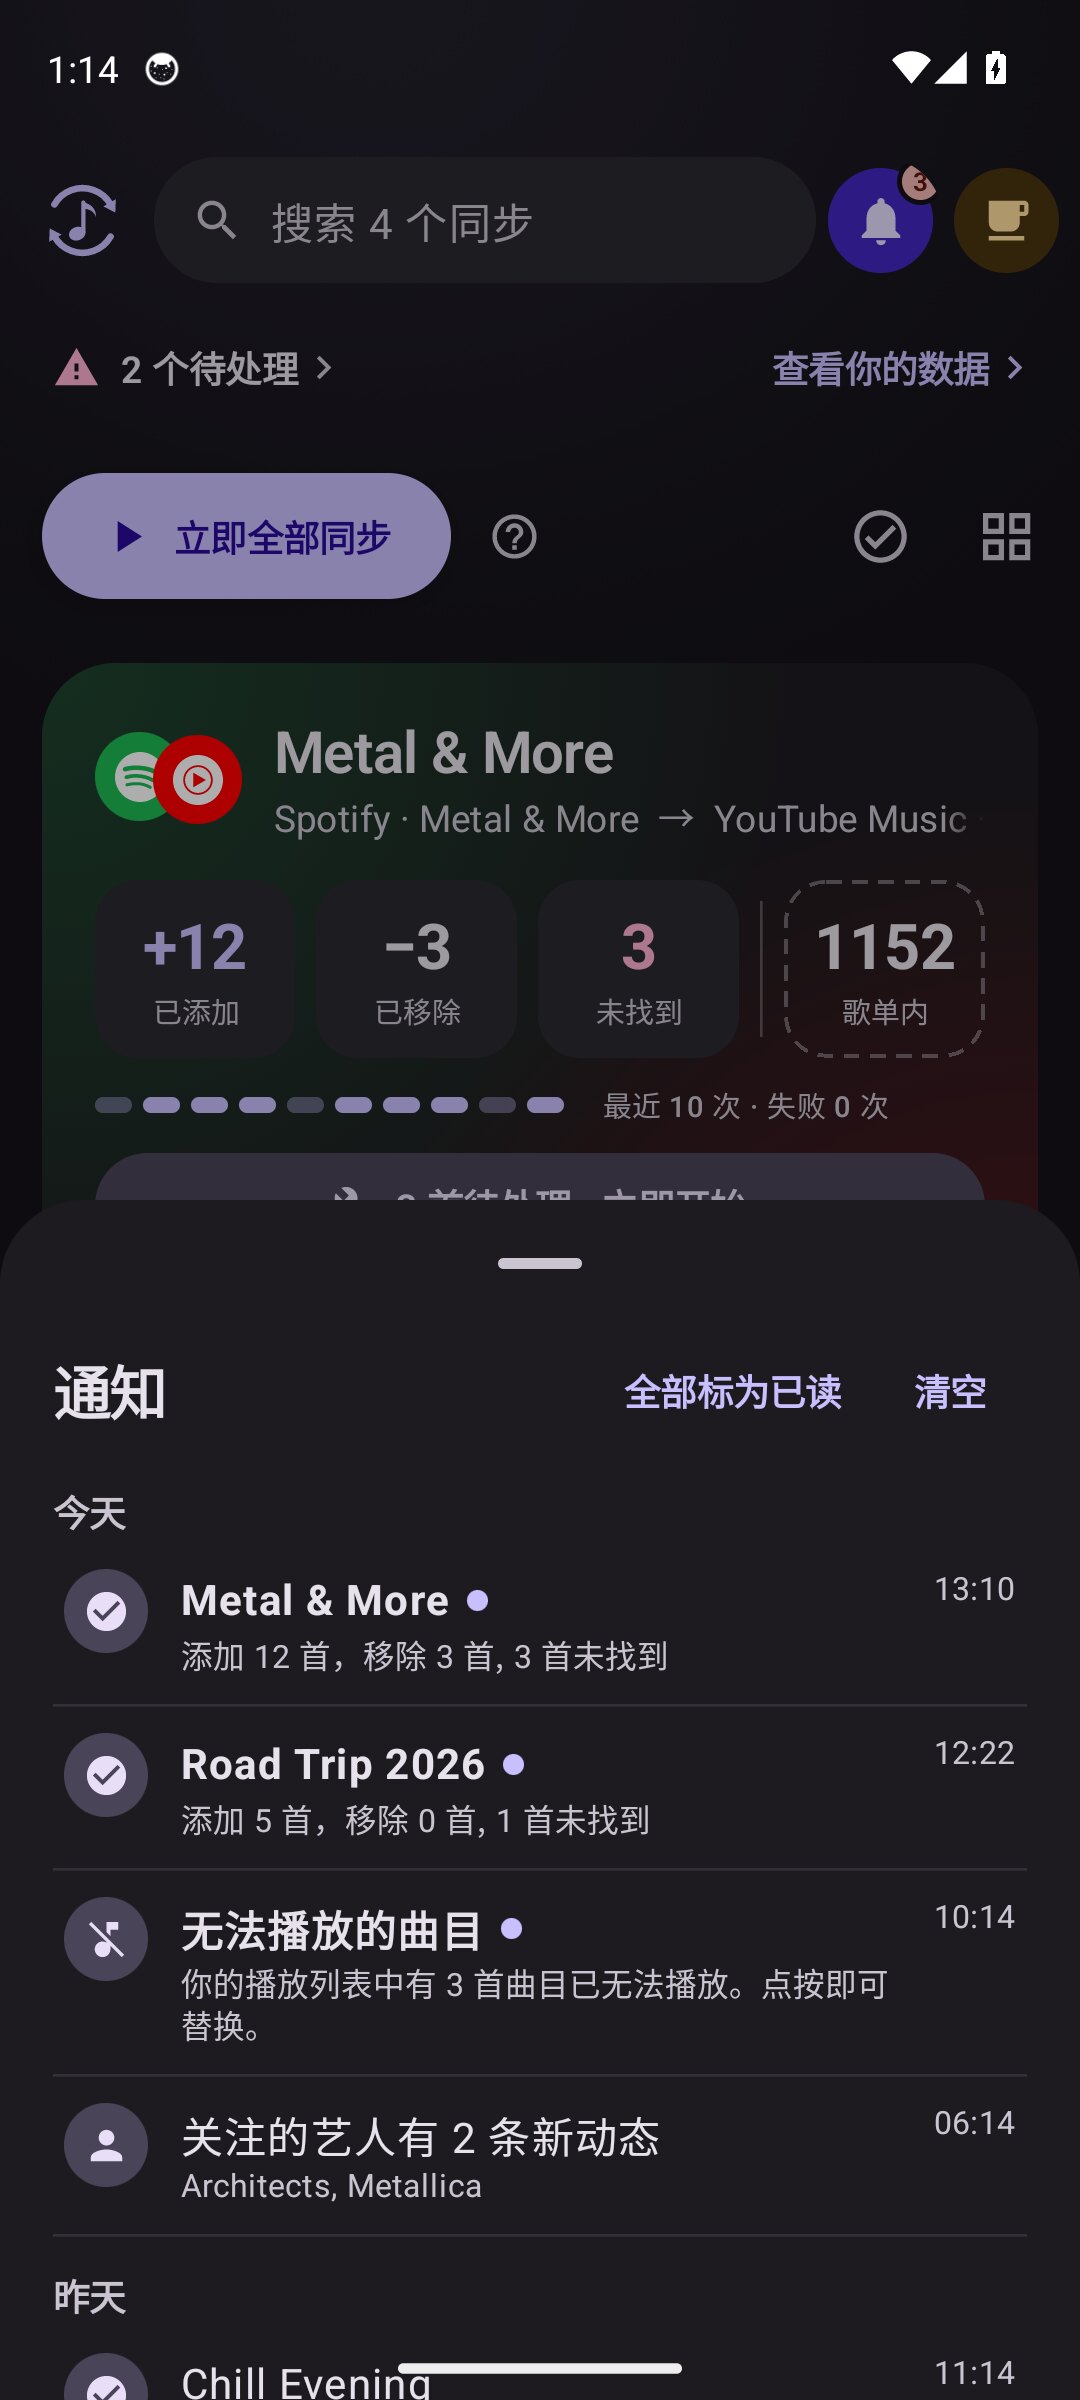 1:14
搜索 4 个同步
3
2 个待处理
查看你的数据
立即全部同步
Metal & More
Spotify · Metal & More → YouTube Music
+12
已添加
−3
已移除
3
未找到
1152
歌单内
最近 10 次 · 失败 0 次
通知
全部标为已读
清空
今天
Metal & More
13:10
添加 12 首，移除 3 首, 3 首未找到
Road Trip 2026
12:22
添加 5 首，移除 0 首, 1 首未找到
无法播放的曲目
10:14
你的播放列表中有 3 首曲目已无法播放。点按即可
替换。
关注的艺人有 2 条新动态
06:14
Architects, Metallica
昨天
Chill Evening
11:14